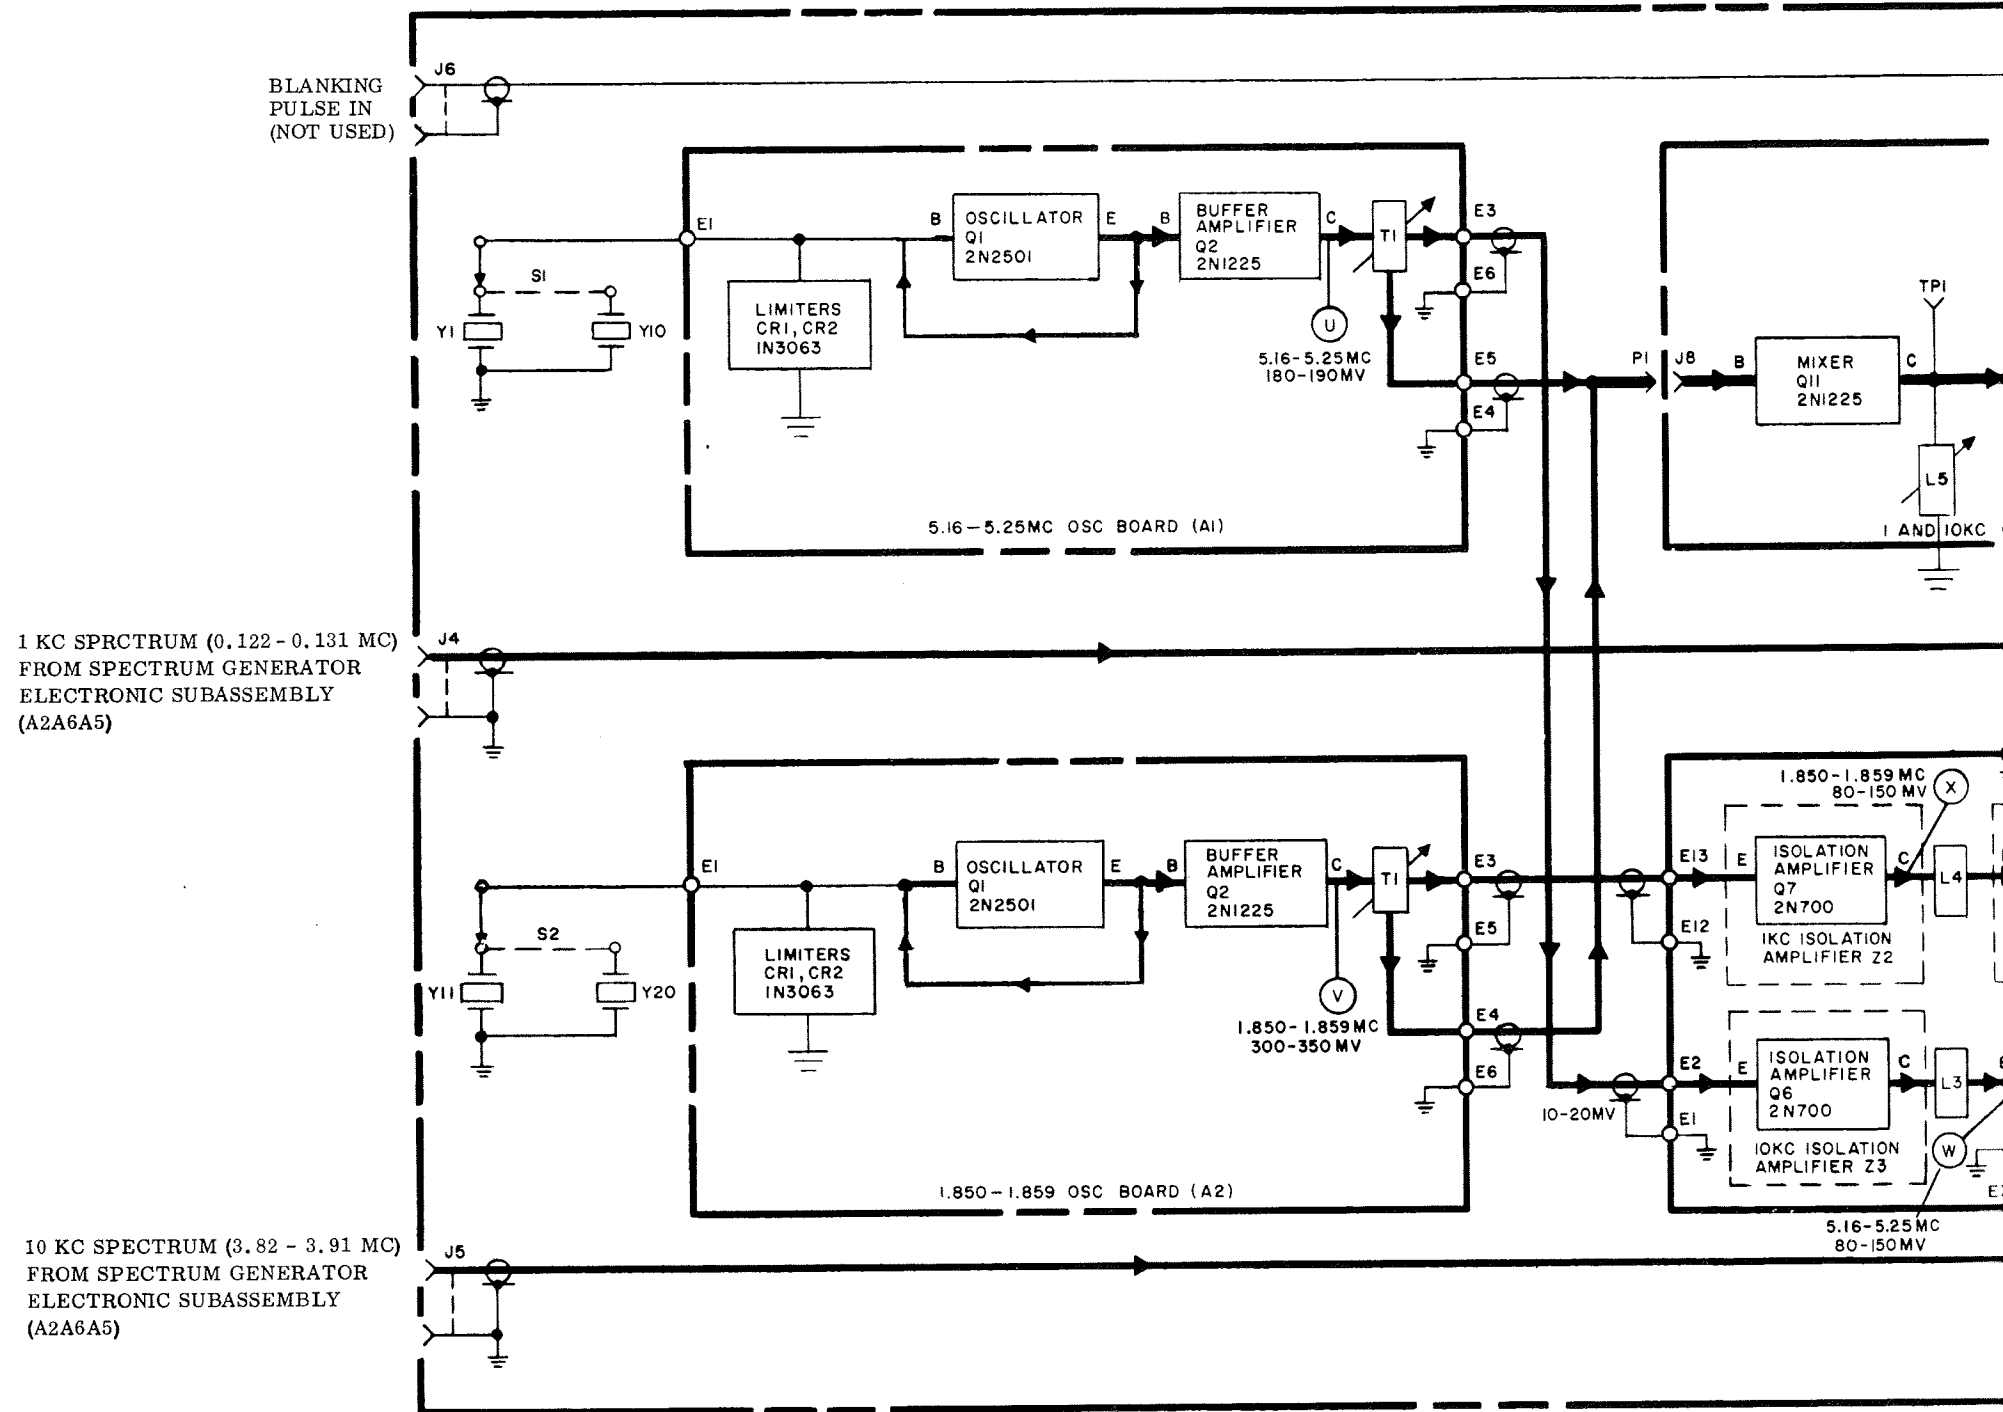 J6
BLANKING
PULSE IN
(NOT USED)
E1
B
OSCILLATOR
Q1
2N2501
E
B
BUFFER
AMPLIFIER
Q2
2N1225
C
T1
E3
E6
S1
Y1
Y10
LIMITERS
CR1, CR2
1N3063
U
5.16-5.25MC
180-190MV
E5
E4
P1
J8
B
MIXER
Q11
2N1225
C
TP1
L5
1 AND 10KC
5.16-5.25MC OSC BOARD (A1)
1 KC SPRCTRUM (0.122 - 0.131 MC)
FROM SPECTRUM GENERATOR
ELECTRONIC SUBASSEMBLY
(A2A6A5)
J4
E1
B
OSCILLATOR
Q1
2N2501
E
B
BUFFER
AMPLIFIER
Q2
2N1225
C
T1
E3
E5
S2
Y11
Y20
LIMITERS
CR1, CR2
1N3063
V
1.850-1.859MC
300-350MV
E4
E6
1.850-1.859 MC
80-150 MV
X
E13
E
ISOLATION
AMPLIFIER
Q7
2N700
C
L4
E12
1KC ISOLATION
AMPLIFIER Z2
E2
E
ISOLATION
AMPLIFIER
Q6
2N700
C
L3
10-20MV
E1
10KC ISOLATION
AMPLIFIER Z3
W
5.16-5.25MC
80-150MV
1.850-1.859 OSC BOARD (A2)
10 KC SPECTRUM (3.82 - 3.91 MC)
FROM SPECTRUM GENERATOR
ELECTRONIC SUBASSEMBLY
(A2A6A5)
J5